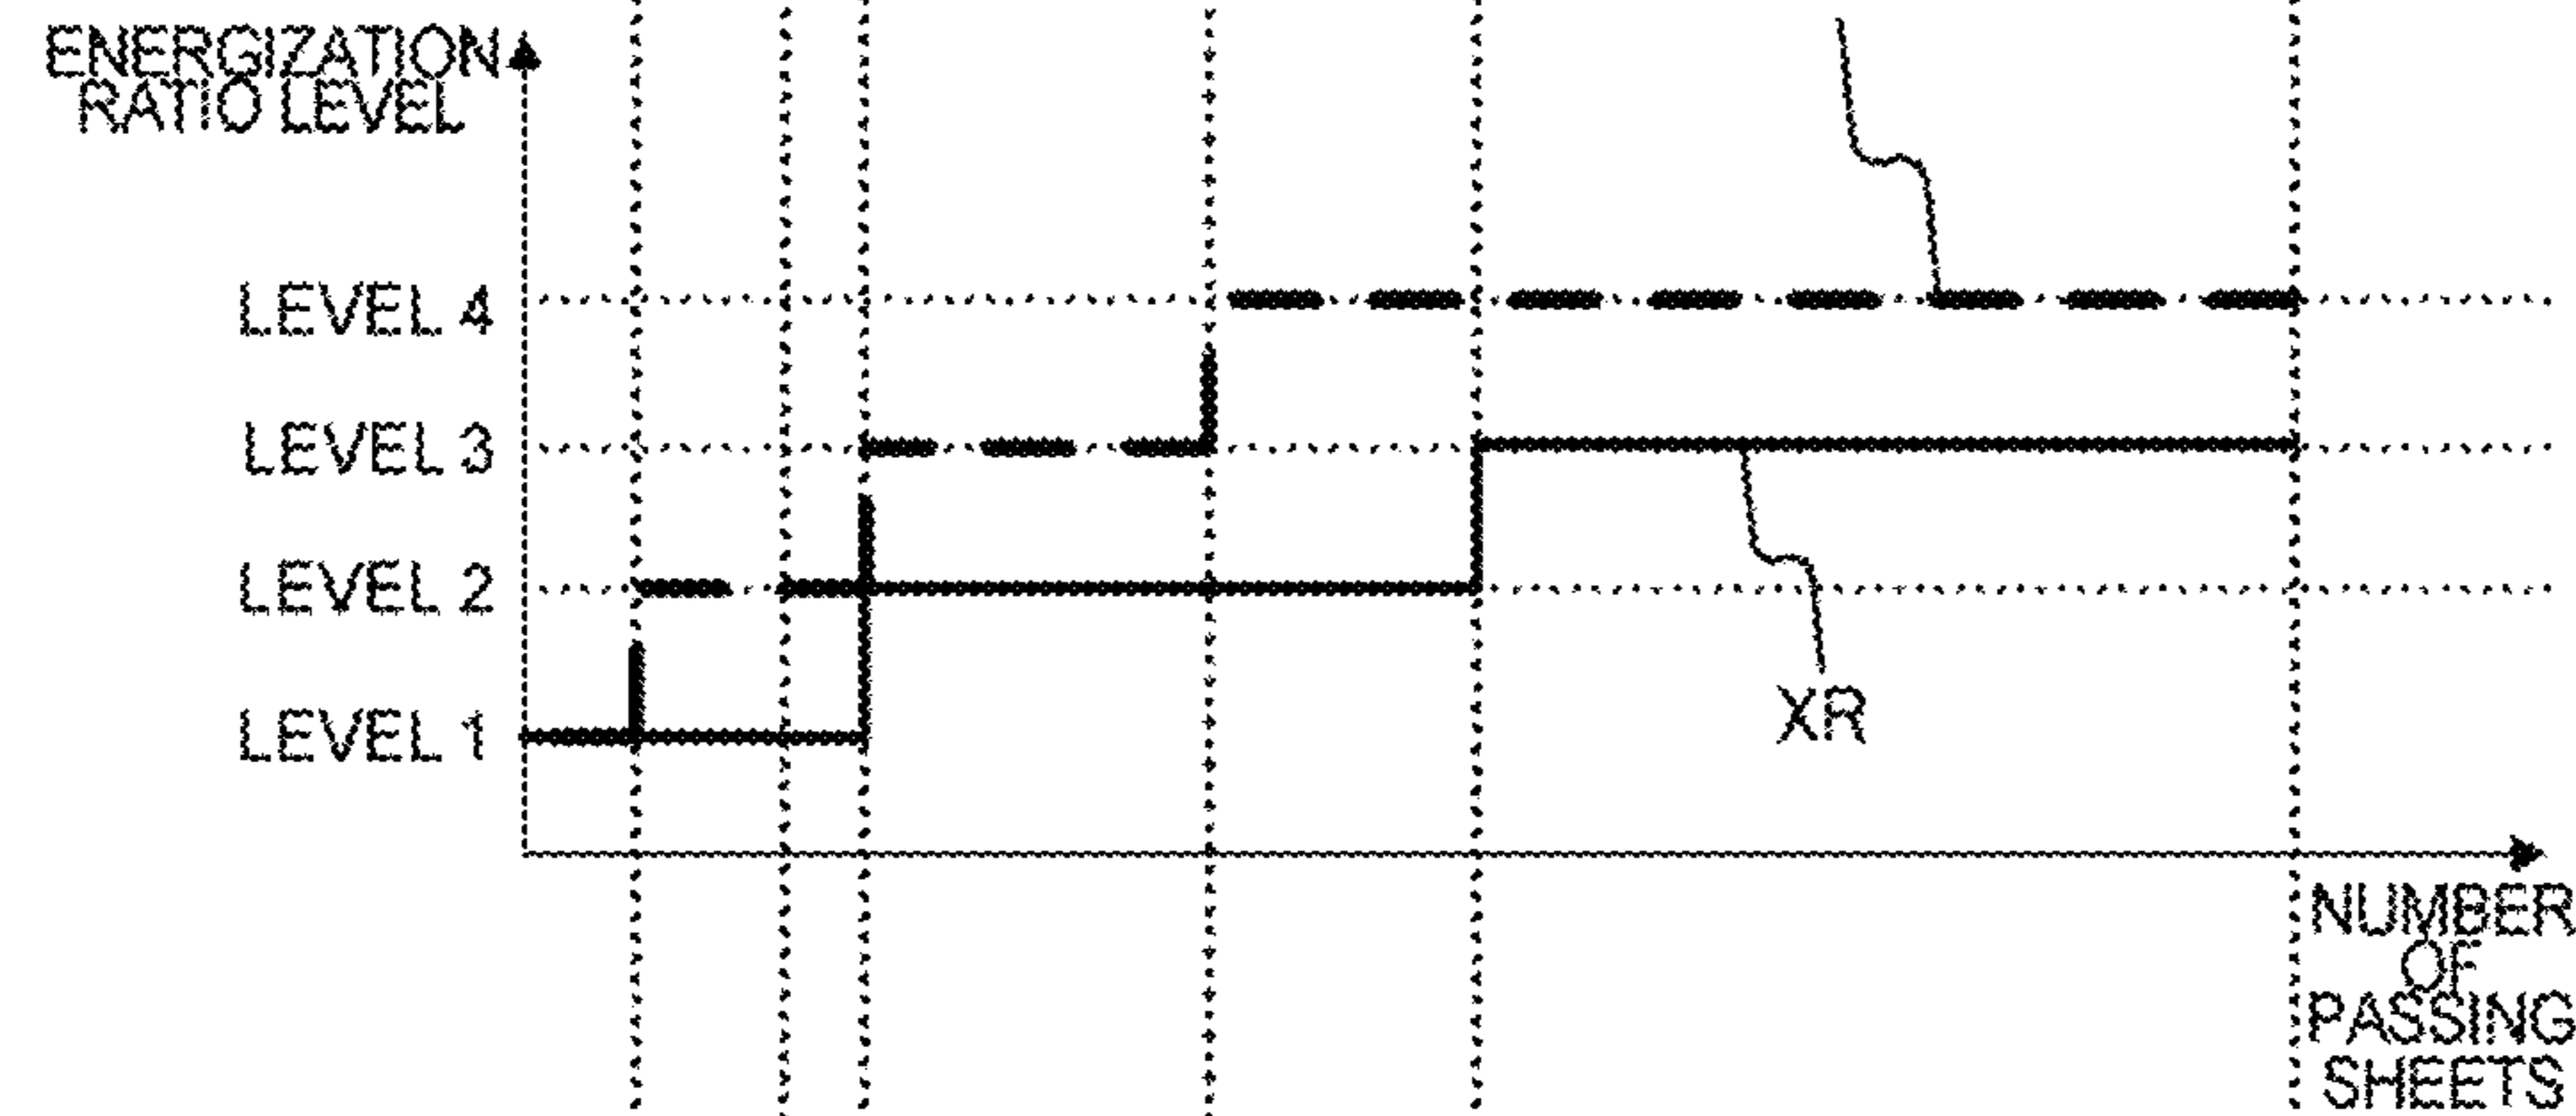 ENERGIZATION
RATIO LEVEL
LEVEL 4
LEVEL 3
LEVEL 2
LEVEL 1
XR
NUMBER
OF
PASSING
SHEETS